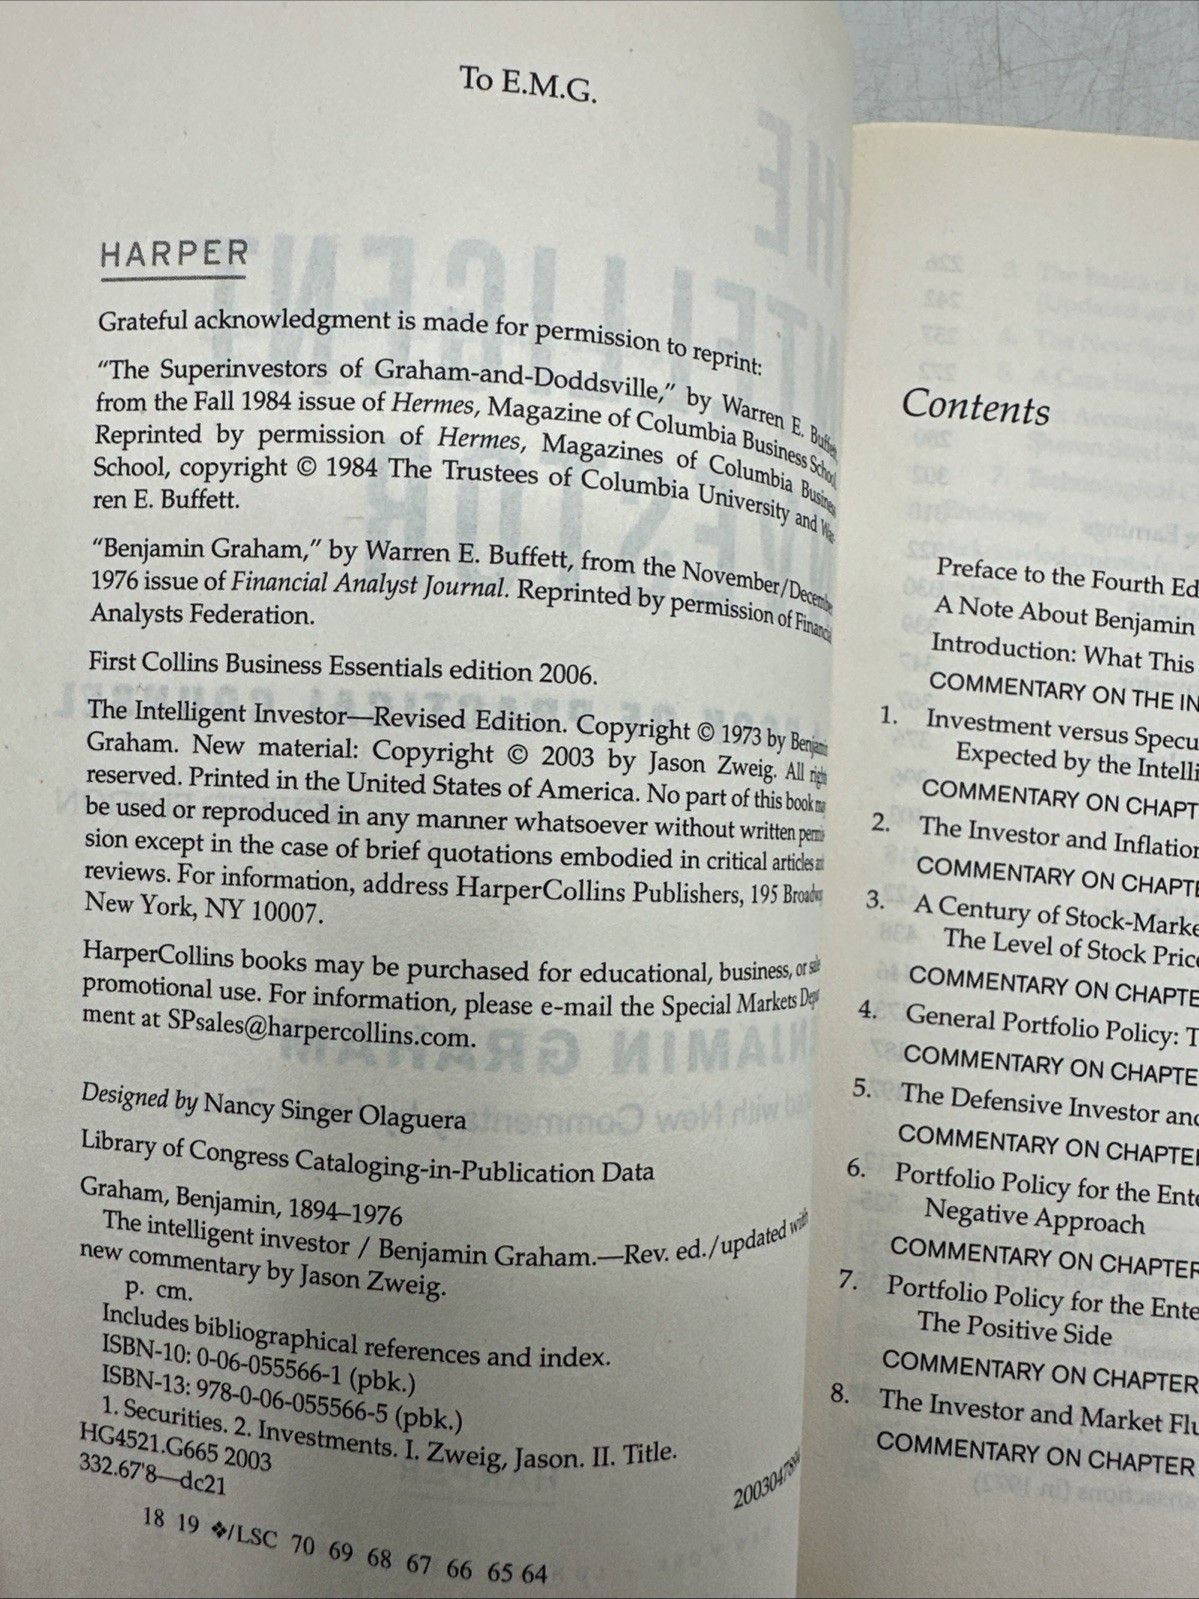 To E.M.G.
HARPER
Grateful acknowledgment is made for permission to reprint:
"The Superinvestors of Graham-and-Doddsville," by Warren E. Buffett,
from the Fall 1984 issue of Hermes, Magazine of Columbia Business School.
Reprinted by permission of Hermes, Magazines of Columbia Business
School, copyright © 1984 The Trustees of Columbia University and War-
ren E. Buffett.
"Benjamin Graham," by Warren E. Buffett, from the November/December
1976 issue of Financial Analyst Journal. Reprinted by permission of Financial
Analysts Federation.
First Collins Business Essentials edition 2006.
The Intelligent Investor—Revised Edition. Copyright © 1973 by Benjamin
Graham. New material: Copyright © 2003 by Jason Zweig. All rights
reserved. Printed in the United States of America. No part of this book may
be used or reproduced in any manner whatsoever without written permis-
sion except in the case of brief quotations embodied in critical articles and
reviews. For information, address HarperCollins Publishers, 195 Broadway,
New York, NY 10007.
HarperCollins books may be purchased for educational, business, or sales
promotional use. For information, please e-mail the Special Markets Depart-
ment at SPsales@harpercollins.com.
Designed by Nancy Singer Olaguera
Library of Congress Cataloging-in-Publication Data
Graham, Benjamin, 1894–1976
The intelligent investor / Benjamin Graham.—Rev. ed./updated with
new commentary by Jason Zweig.
p. cm.
Includes bibliographical references and index.
ISBN-10: 0-06-055566-1 (pbk.)
ISBN-13: 978-0-06-055566-5 (pbk.)
1. Securities. 2. Investments. I. Zweig, Jason. II. Title.
HG4521.G665 2003
332.67'8—dc21
18 19 ❖/LSC 70 69 68 67 66 65 64
Contents
Preface to the Fourth Ed
A Note About Benjamin
Introduction: What This
COMMENTARY ON THE IN
1. Investment versus Specu
Expected by the Intelli
COMMENTARY ON CHAPT
2. The Investor and Inflation
COMMENTARY ON CHAPTE
3. A Century of Stock-Marke
The Level of Stock Price
COMMENTARY ON CHAPTE
4. General Portfolio Policy: T
COMMENTARY ON CHAPTE
5. The Defensive Investor and
COMMENTARY ON CHAPTER
6. Portfolio Policy for the Ente
Negative Approach
COMMENTARY ON CHAPTER
7. Portfolio Policy for the Ente
The Positive Side
COMMENTARY ON CHAPTER
8. The Investor and Market Flu
COMMENTARY ON CHAPTER